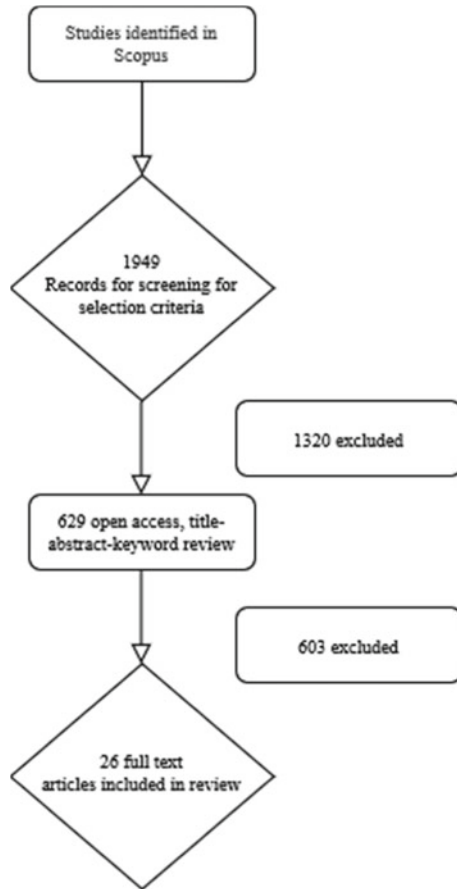 Studies identified in
Scopus
1949
Records for screening for
selection criteria
1320 excluded
629 open access, title-
abstract-keyword review
603 excluded
26 full text
articles included in review